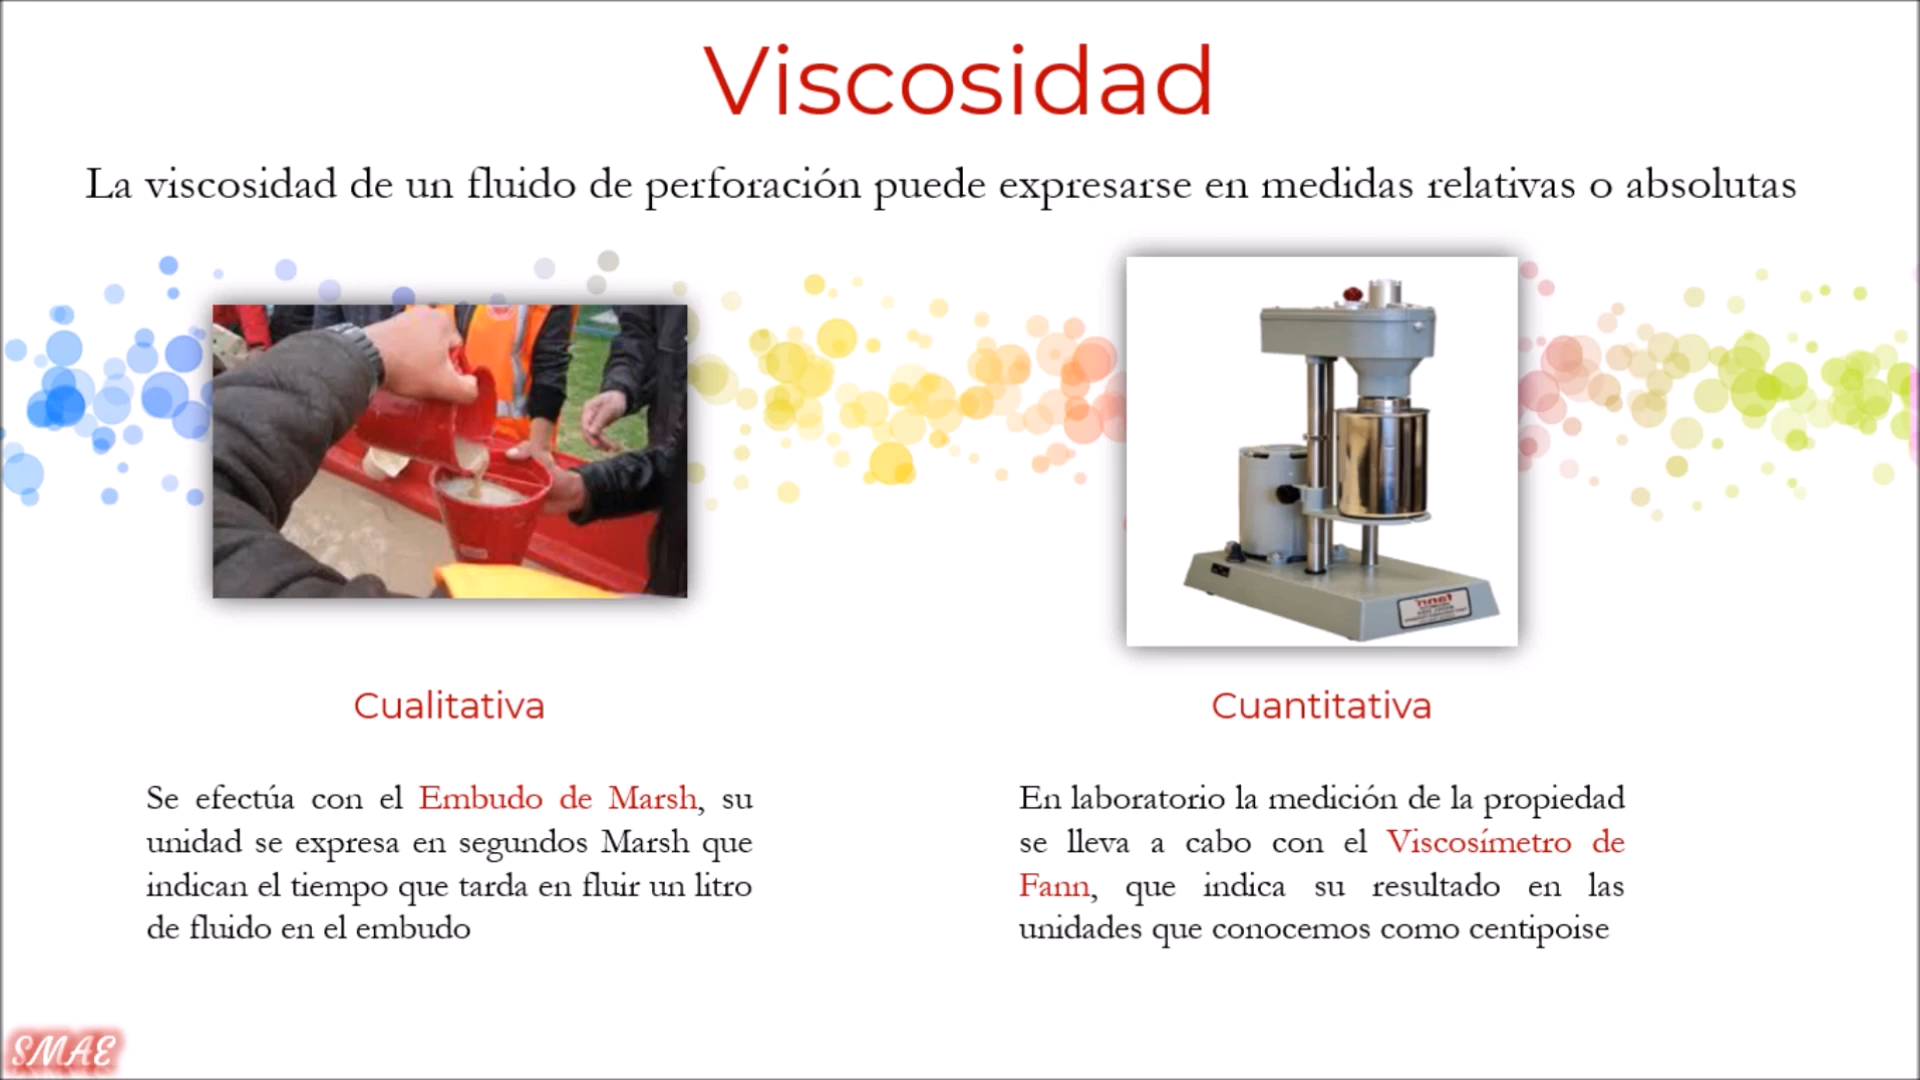 Viscosidad
La viscosidad de un fluido de perforación puede expresarse en medidas relativas o absolutas
Cualitativa
Se efectúa con el Embudo de Marsh, su
unidad se expresa en segundos Marsh que
indican el tiempo que tarda en fluir un litro
de fluido en el embudo
Cuantitativa
En laboratorio la medición de la propiedad
se lleva a cabo con el Viscosímetro de
Fann, que indica su resultado en las
unidades que conocemos como centipoise
SMAE